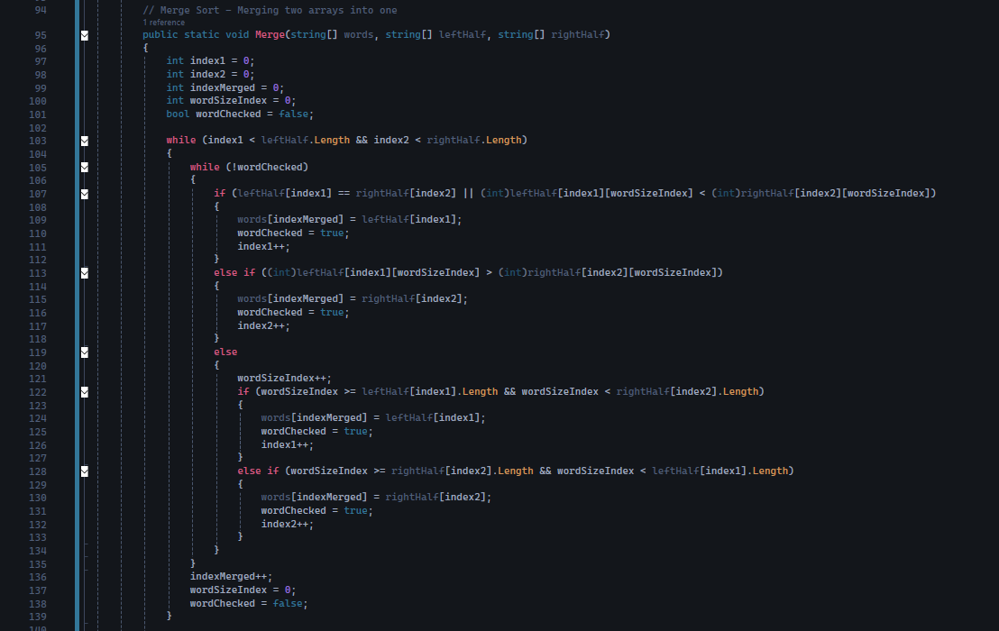 94 // Merge Sort - Merging two arrays into one
1 reference
95 public static void Merge(string[] words, string[] leftHalf, string[] rightHalf)
96 {
97 int index1 = 0;
98 int index2 = 0;
99 int indexMerged = 0;
100 int wordSizeIndex = 0;
101 bool wordChecked = false;
102
103 while (index1 < leftHalf.Length && index2 < rightHalf.Length)
104 {
105 while (!wordChecked)
106 {
107 if (leftHalf[index1] == rightHalf[index2] || (int)leftHalf[index1][wordSizeIndex] < (int)rightHalf[index2][wordSizeIndex])
108 {
109 words[indexMerged] = leftHalf[index1];
110 wordChecked = true;
111 index1++;
112 }
113 else if ((int)leftHalf[index1][wordSizeIndex] > (int)rightHalf[index2][wordSizeIndex])
114 {
115 words[indexMerged] = rightHalf[index2];
116 wordChecked = true;
117 index2++;
118 }
119 else
120 {
121 wordSizeIndex++;
122 if (wordSizeIndex >= leftHalf[index1].Length && wordSizeIndex < rightHalf[index2].Length)
123 {
124 words[indexMerged] = leftHalf[index1];
125 wordChecked = true;
126 index1++;
127 }
128 else if (wordSizeIndex >= rightHalf[index2].Length && wordSizeIndex < leftHalf[index1].Length)
129 {
130 words[indexMerged] = rightHalf[index2];
131 wordChecked = true;
132 index2++;
133 }
134 }
135 }
136 indexMerged++;
137 wordSizeIndex = 0;
138 wordChecked = false;
139 }